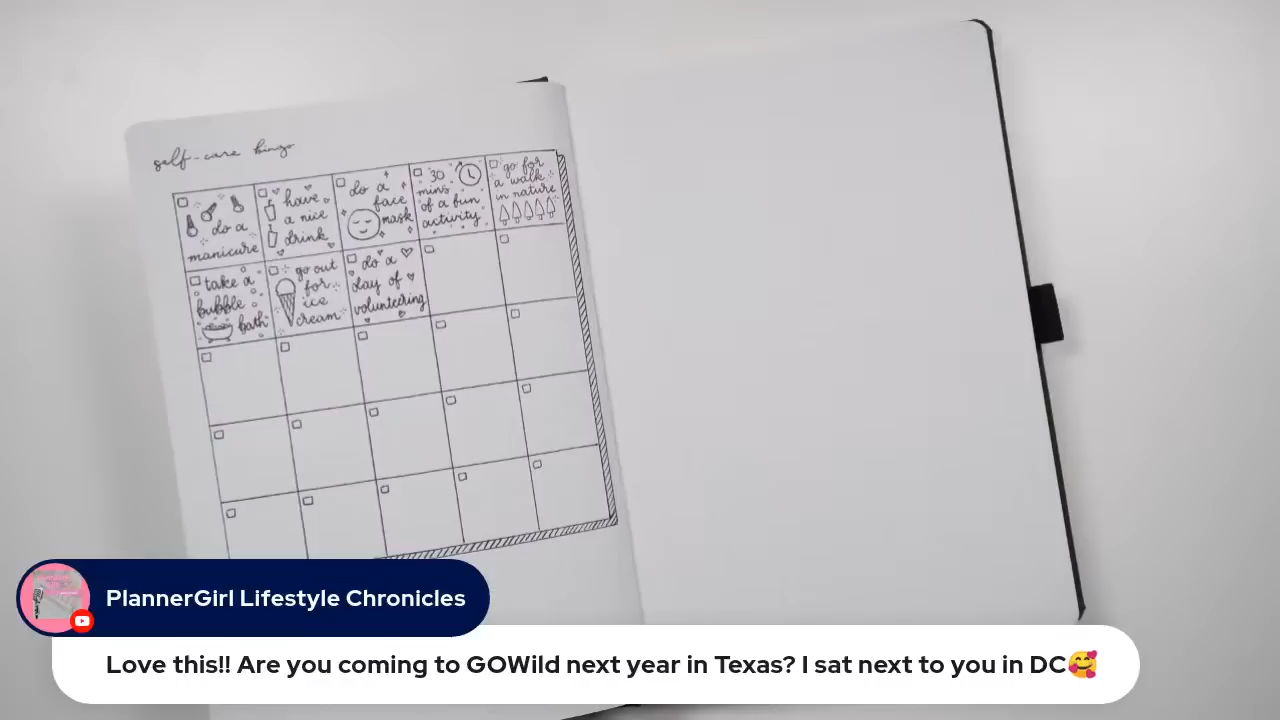 self-care bingo
do a
manicure
have
a nice
drink
do a
face
mask
30
mins
of a fun
activity
go for
a walk
in nature
take a
bubble
bath
go out
for
ice
cream
do a
day of
volunteering
PlannerGirl Lifestyle Chronicles
Love this!! Are you coming to GOWild next year in Texas? I sat next to you in DC🥰